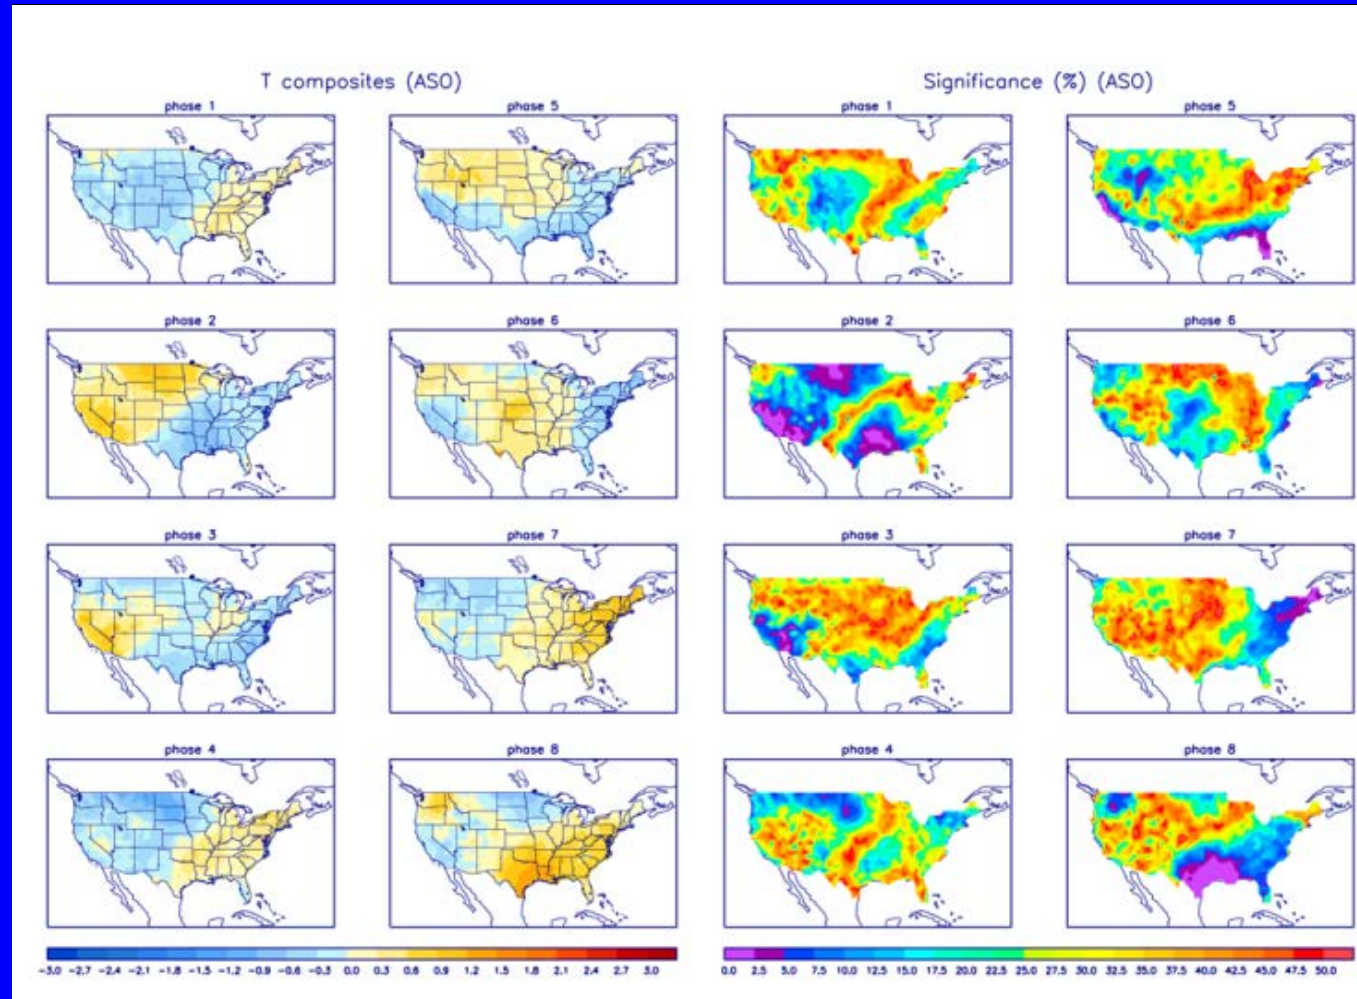 T composites (ASO) Significance (%) (ASO)
phase 1 phase 5 phase 1 phase 5
phase 2 phase 6 phase 2 phase 6
phase 3 phase 7 phase 3 phase 7
phase 4 phase 8 phase 4 phase 8
-3.0 -2.7 -2.4 -2.1 -1.8 -1.5 -1.2 -0.9 -0.6 -0.3 0.0 0.3 0.6 0.9 1.2 1.5 1.8 2.1 2.4 2.7 3.0
0.0 2.5 5.0 7.5 10.0 12.5 15.0 17.5 20.0 22.5 25.0 27.5 30.0 32.5 35.0 37.5 40.0 42.5 45.0 47.5 50.0